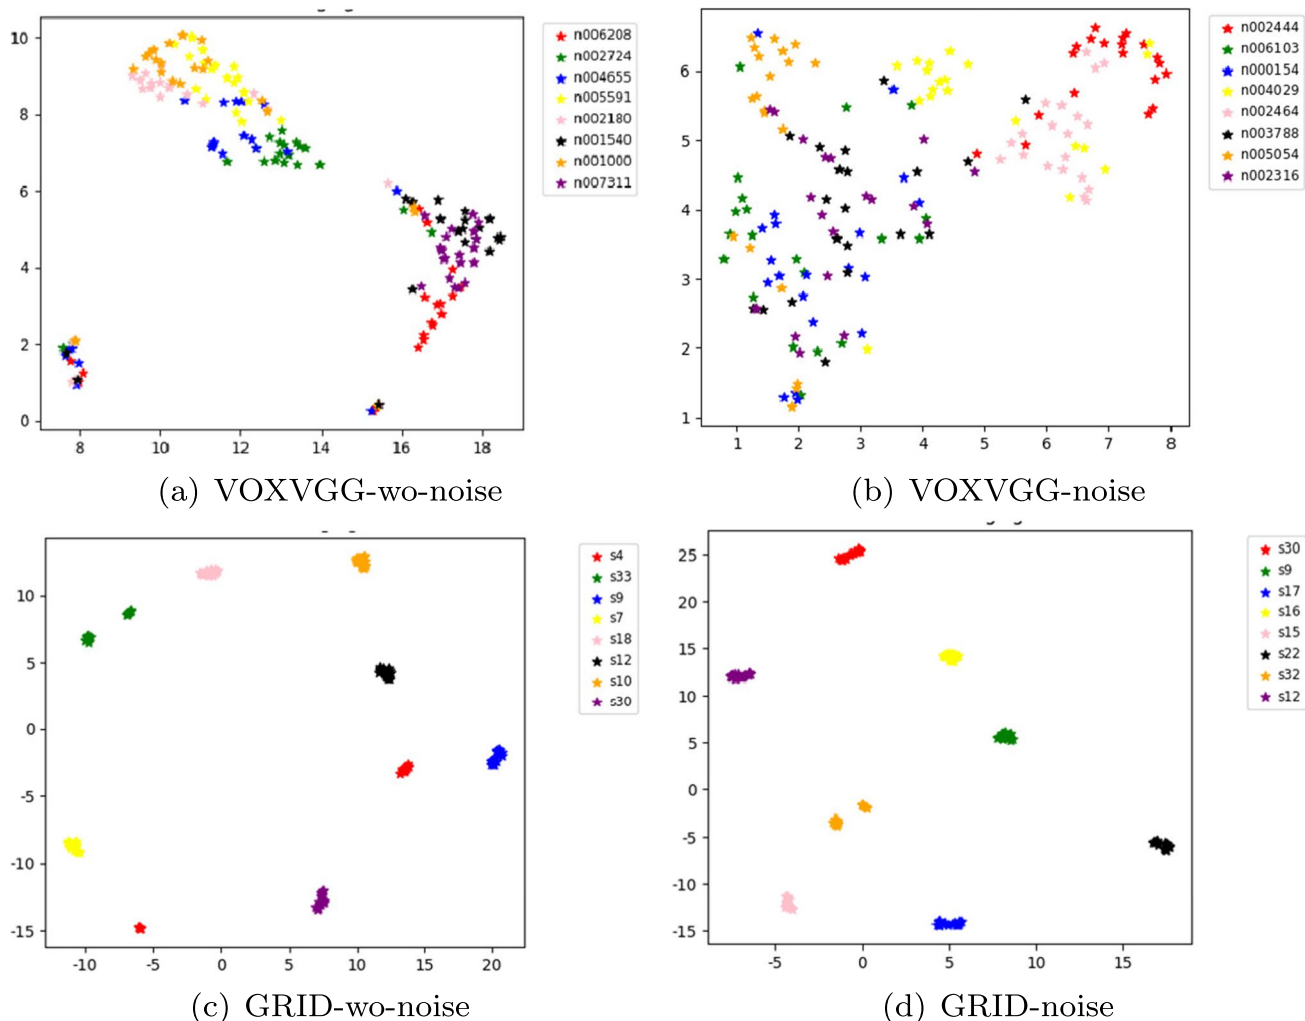 10
8
6
4
2
0
8 10 12 14 16 18
n006208
n002724
n004655
n005591
n002180
n001540
n001000
n007311
(a) VOXVGG-wo-noise
6
5
4
3
2
1
1 2 3 4 5 6 7 8
n002444
n006103
n000154
n004029
n002464
n003788
n005054
n002316
(b) VOXVGG-noise
10
5
0
-5
-10
-15
-10 -5 0 5 10 15 20
s4
s33
s9
s7
s18
s12
s10
s30
(c) GRID-wo-noise
25
20
15
10
5
0
-5
-10
-15
-5 0 5 10 15
s30
s9
s17
s16
s15
s22
s32
s12
(d) GRID-noise